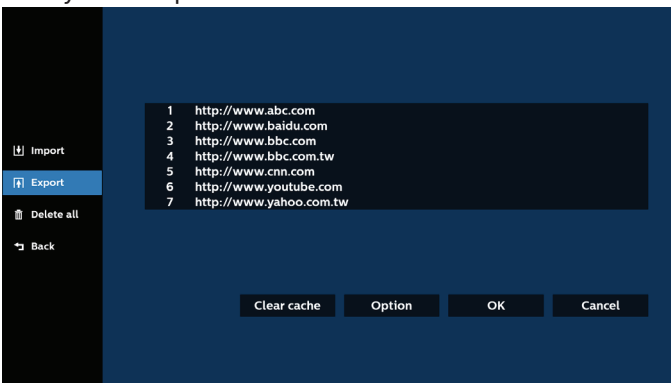 Import
Export
Delete all
Back
1 http://www.abc.com
2 http://www.baidu.com
3 http://www.bbc.com
4 http://www.bbc.com.tw
5 http://www.cnn.com
6 http://www.youtube.com
7 http://www.yahoo.com.tw
Clear cache Option OK Cancel